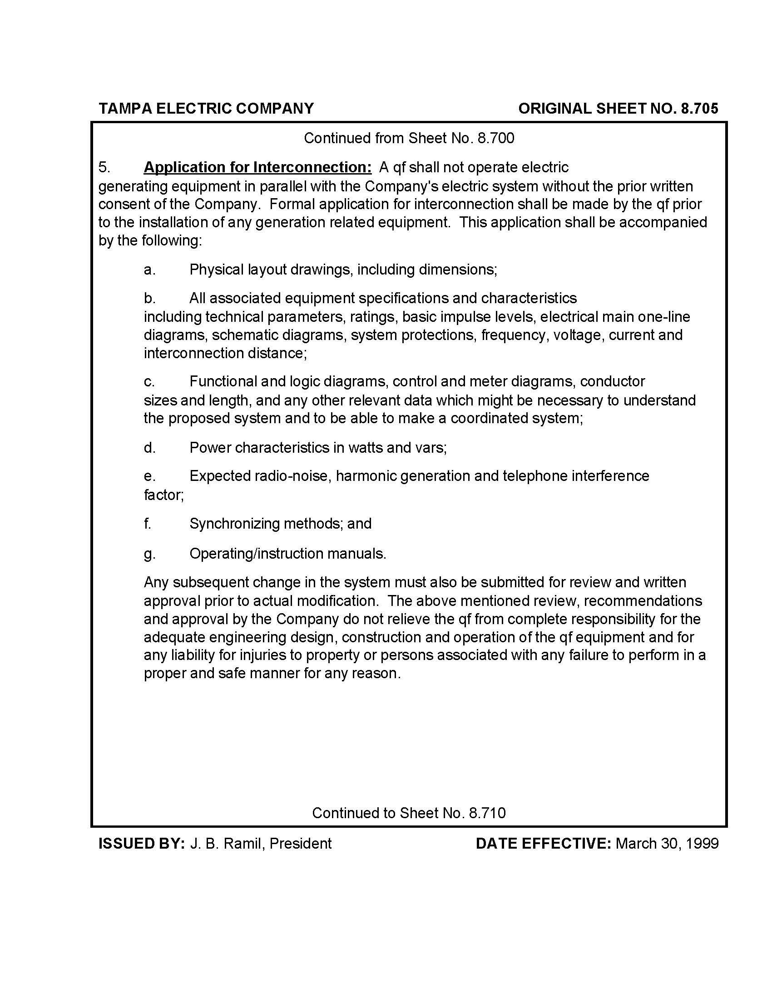 TAMPA ELECTRIC COMPANY ORIGINAL SHEET NO. 8.705
Continued from Sheet No. 8.700
5. Application for Interconnection: A qf shall not operate electric
generating equipment in parallel with the Company's electric system without the prior written
consent of the Company. Formal application for interconnection shall be made by the qf prior
to the installation of any generation related equipment. This application shall be accompanied
by the following:
a. Physical layout drawings, including dimensions;
b. All associated equipment specifications and characteristics
including technical parameters, ratings, basic impulse levels, electrical main one-line
diagrams, schematic diagrams, system protections, frequency, voltage, current and
interconnection distance;
c. Functional and logic diagrams, control and meter diagrams, conductor
sizes and length, and any other relevant data which might be necessary to understand
the proposed system and to be able to make a coordinated system;
d. Power characteristics in watts and vars;
e. Expected radio-noise, harmonic generation and telephone interference
factor;
f. Synchronizing methods; and
g. Operating/instruction manuals.
Any subsequent change in the system must also be submitted for review and written
approval prior to actual modification. The above mentioned review, recommendations
and approval by the Company do not relieve the qf from complete responsibility for the
adequate engineering design, construction and operation of the qf equipment and for
any liability for injuries to property or persons associated with any failure to perform in a
proper and safe manner for any reason.
Continued to Sheet No. 8.710
ISSUED BY: J. B. Ramil, President DATE EFFECTIVE: March 30, 1999